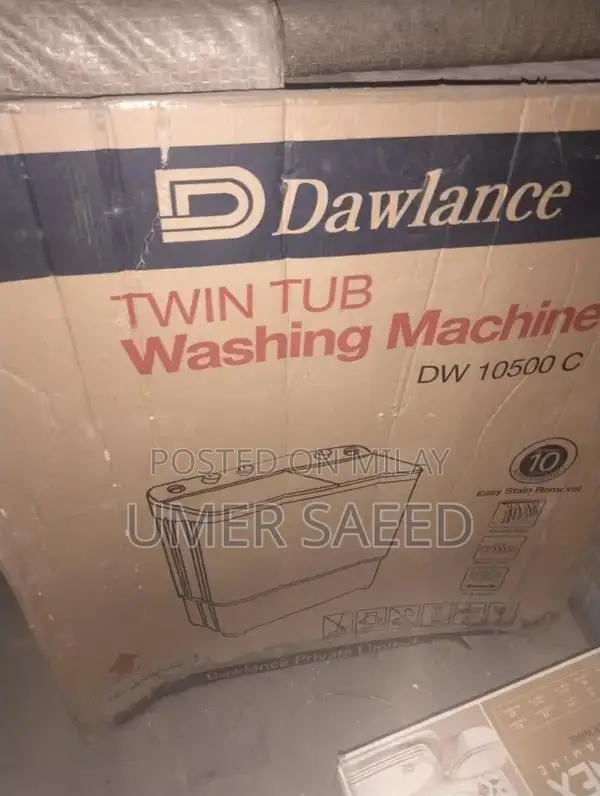 Dawlance
TWIN TUB
Washing Machine
DW 10500 C
POSTED ON MILAY
UMER SAEED
10
Easy Stain Removal
Dawlance Private Limited